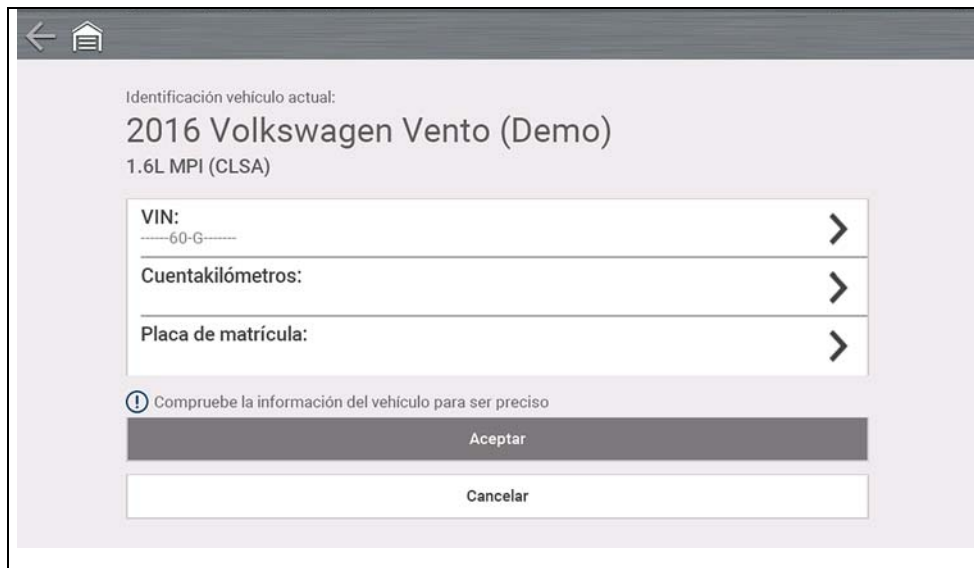 Identificación vehículo actual:
2016 Volkswagen Vento (Demo)
1.6L MPI (CLSA)
VIN:
------60-G-------
Cuentakilómetros:
Placa de matrícula:
Compruebe la información del vehículo para ser preciso
Aceptar
Cancelar